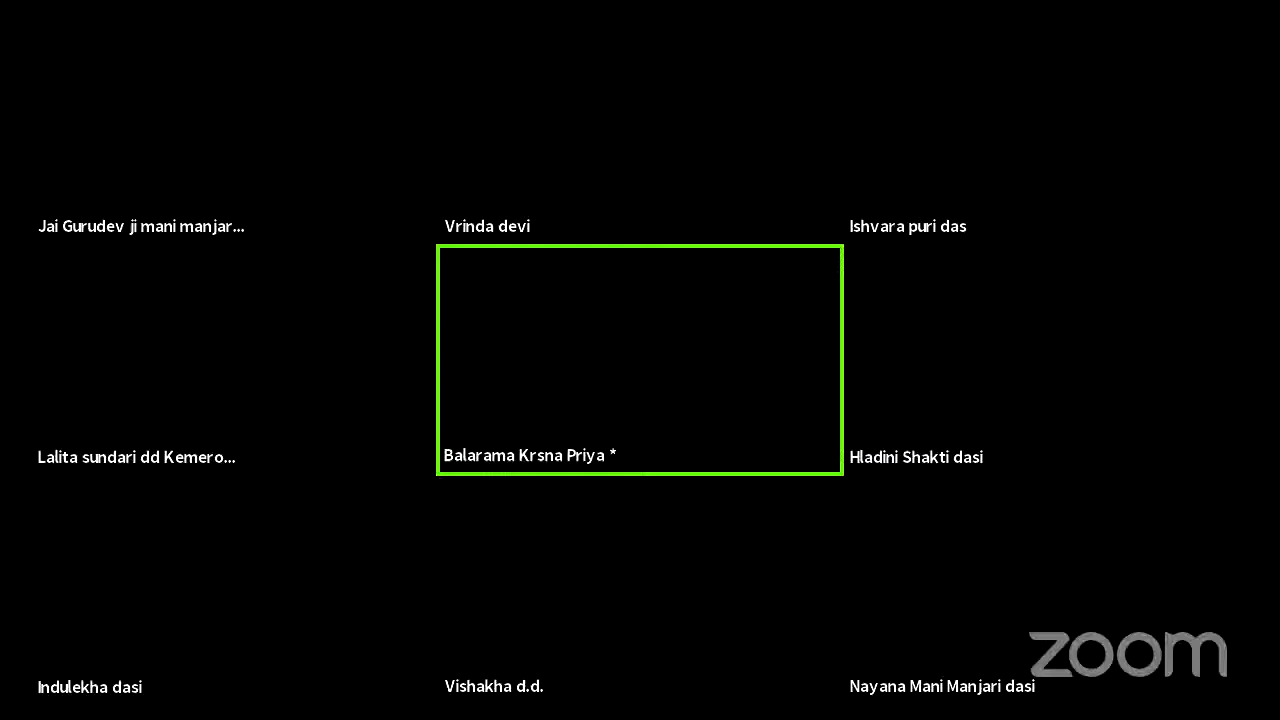 Jai Gurudev ji mani manjar...
Vrinda devi
Ishvara puri das
Lalita sundari dd Kemero...
Balarama Krsna Priya *
Hladini Shakti dasi
Indulekha dasi
Vishakha d.d.
Nayana Mani Manjari dasi
zoom